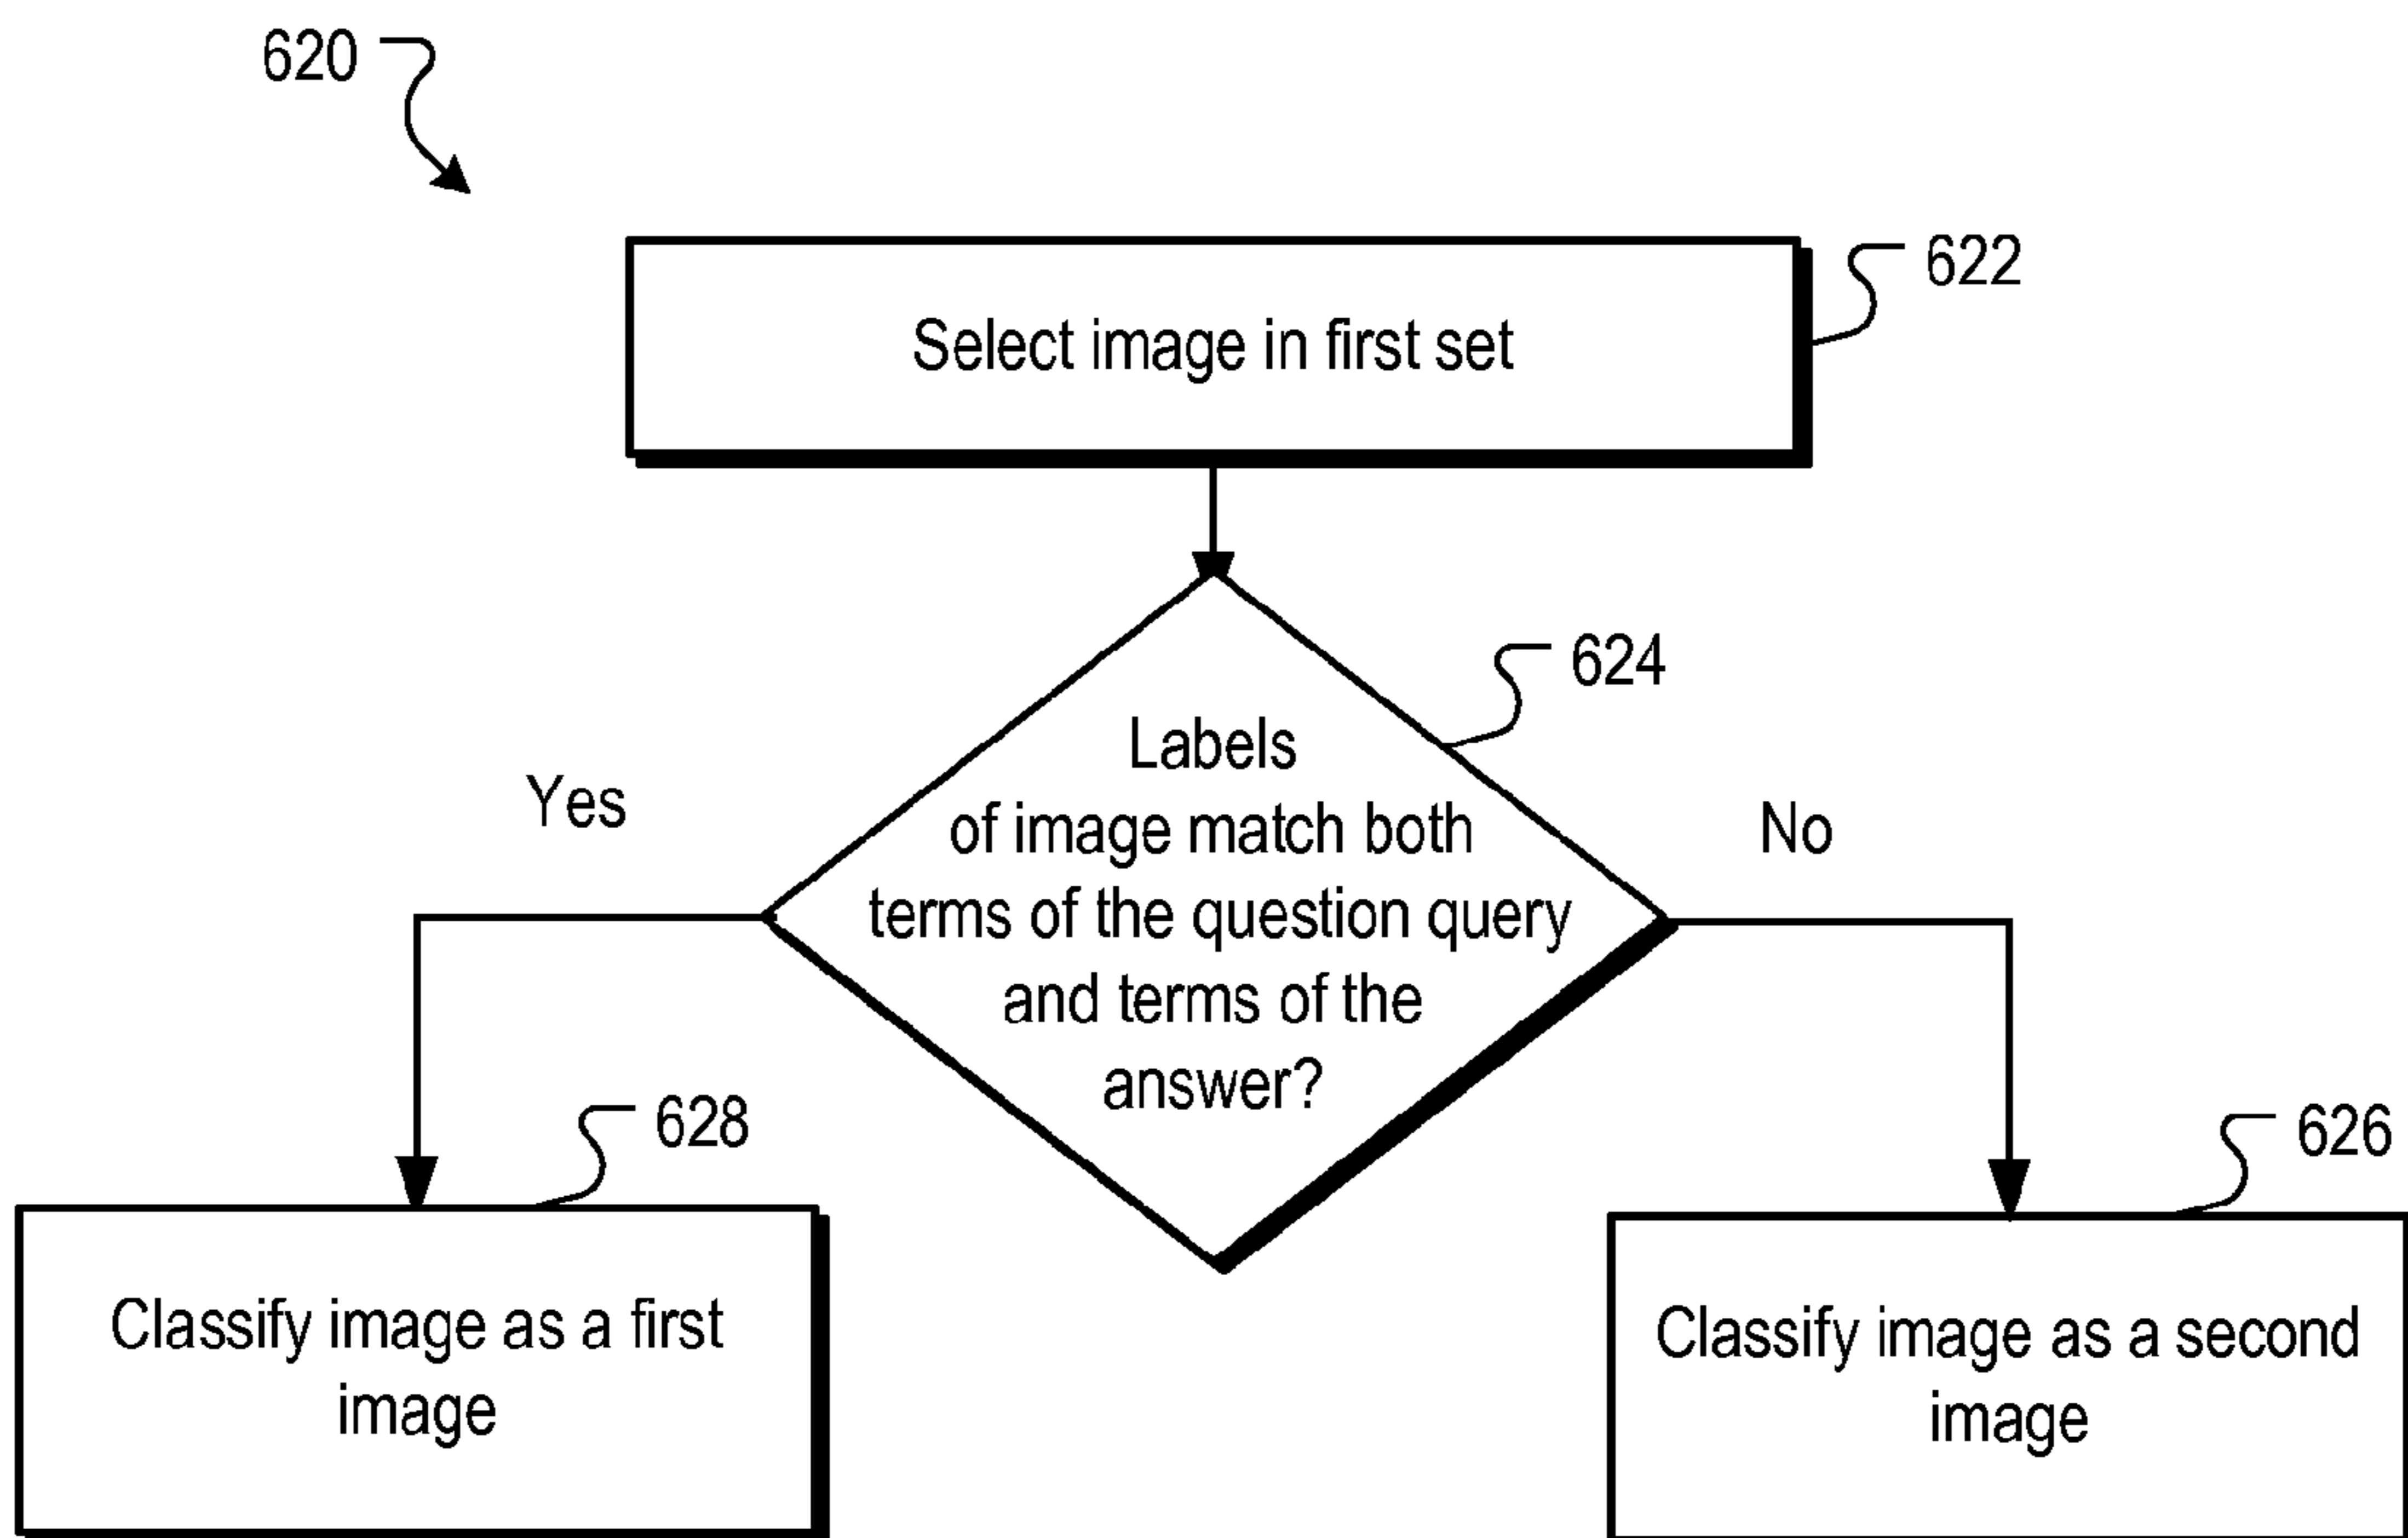 620
622
Select image in first set
624
Labels
of image match both
terms of the question query
and terms of the
answer?
Yes
No
628
Classify image as a first
image
626
Classify image as a second
image